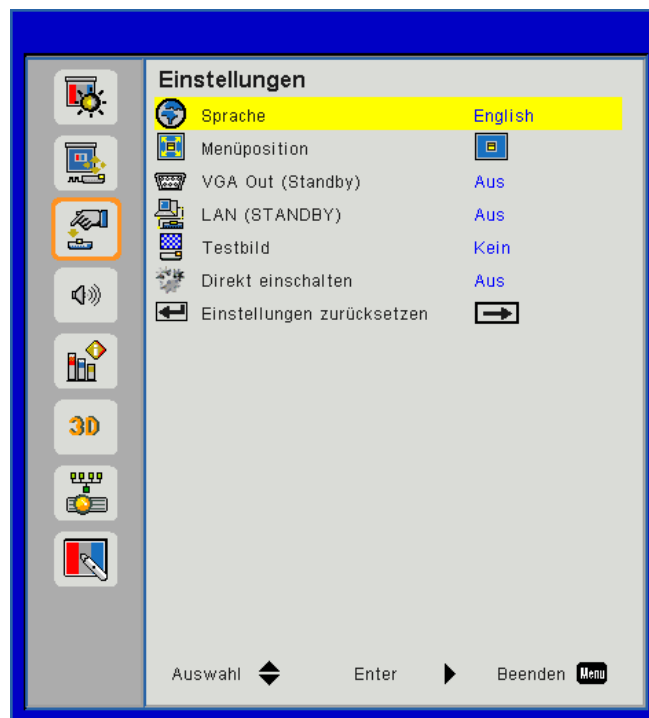 Einstellungen
Sprache English
Menüposition
VGA Out (Standby) Aus
LAN (STANDBY) Aus
Testbild Kein
Direkt einschalten Aus
Einstellungen zurücksetzen
3D
Auswahl Enter Beenden Menu